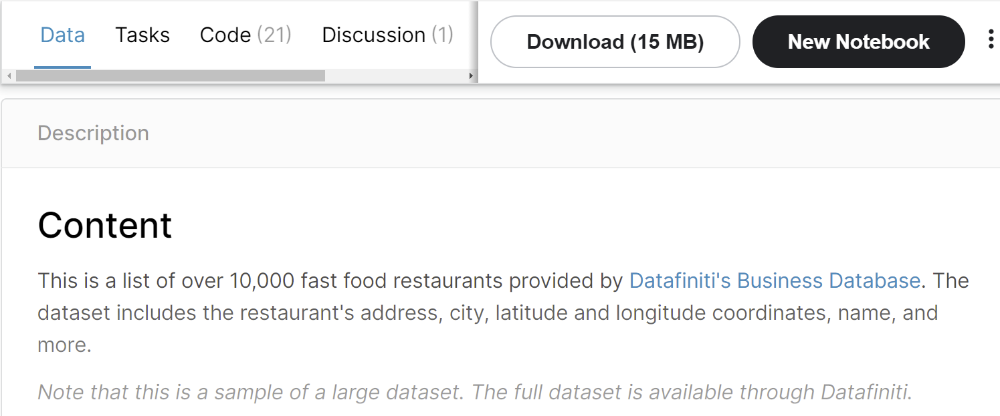 Data Tasks Code (21) Discussion (1) Download (15 MB) New Notebook
Description
Content
This is a list of over 10,000 fast food restaurants provided by Datafiniti's Business Database. The
dataset includes the restaurant's address, city, latitude and longitude coordinates, name, and
more.
Note that this is a sample of a large dataset. The full dataset is available through Datafiniti.